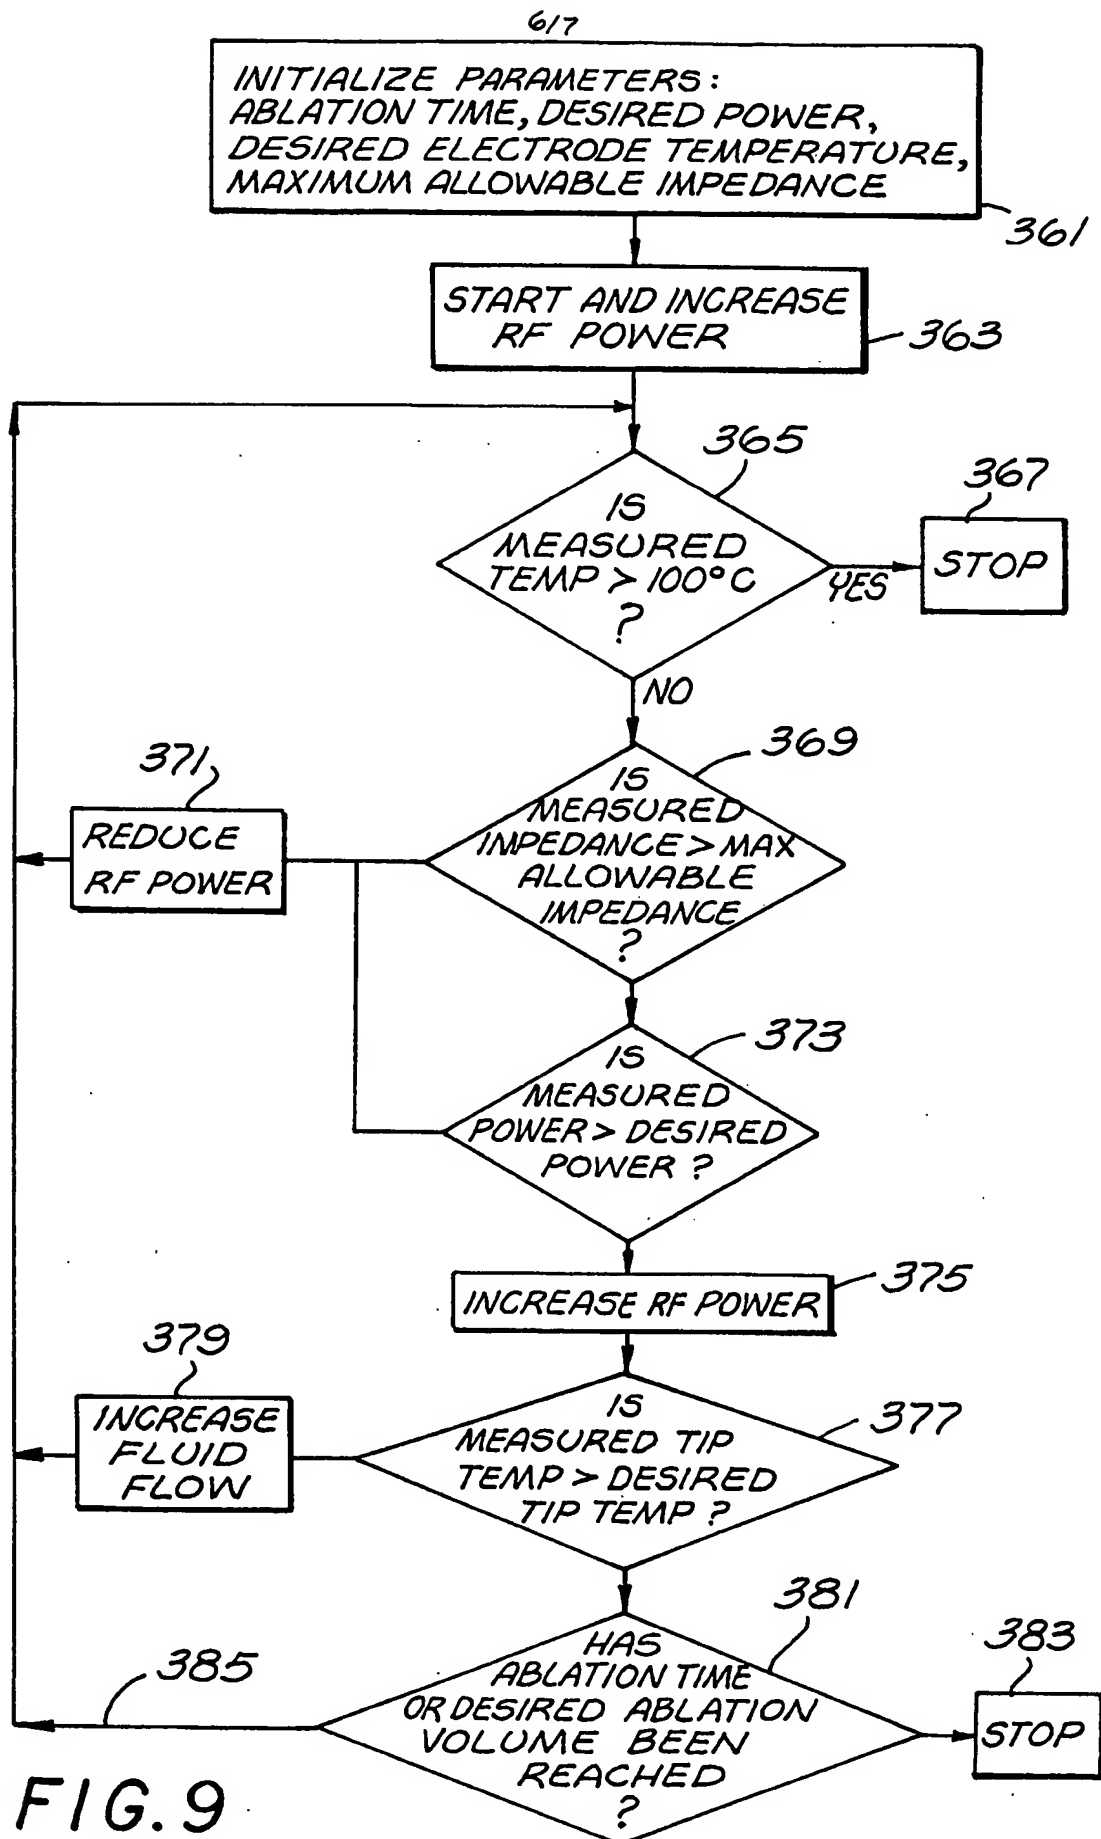 6/7
INITIALIZE PARAMETERS:
ABLATION TIME, DESIRED POWER,
DESIRED ELECTRODE TEMPERATURE,
MAXIMUM ALLOWABLE IMPEDANCE
361
START AND INCREASE
RF POWER
363
365
IS
MEASURED
TEMP > 100°C
?
YES
367
STOP
NO
369
IS
MEASURED
IMPEDANCE > MAX
ALLOWABLE
IMPEDANCE
?
371
REDUCE
RF POWER
373
IS
MEASURED
POWER > DESIRED
POWER ?
375
INCREASE RF POWER
377
IS
MEASURED TIP
TEMP > DESIRED
TIP TEMP ?
379
INCREASE
FLUID
FLOW
381
HAS
ABLATION TIME
OR DESIRED ABLATION
VOLUME BEEN
REACHED
?
383
STOP
385
FIG. 9